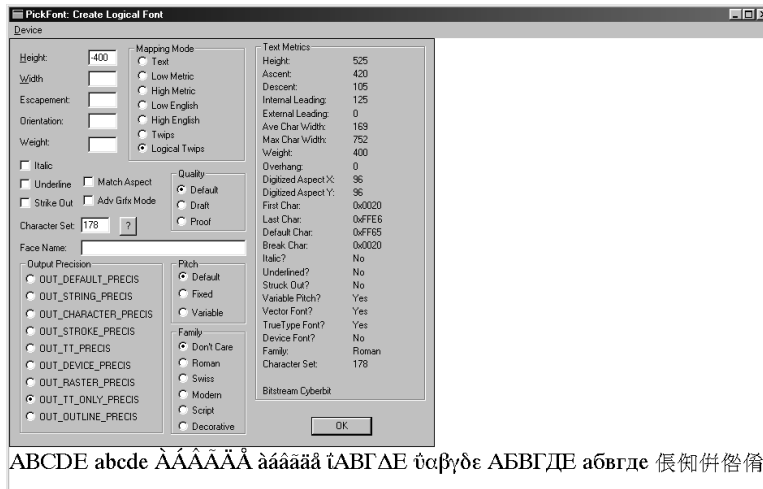 PickFont: Create Logical Font
Device
Height: -400
Width
Escapement:
Orientation:
Weight:
Italic
Underline
Match Aspect
Strike Out
Adv Grfx Mode
Character Set: 178 ?
Face Name:
Mapping Mode
Text
Low Metric
High Metric
Low English
High English
Twips
Logical Twips
Quality
Default
Draft
Proof
Output Precision
OUT_DEFAULT_PRECIS
OUT_STRING_PRECIS
OUT_CHARACTER_PRECIS
OUT_STROKE_PRECIS
OUT_TT_PRECIS
OUT_DEVICE_PRECIS
OUT_RASTER_PRECIS
OUT_TT_ONLY_PRECIS
OUT_OUTLINE_PRECIS
Pitch
Default
Fixed
Variable
Family
Don't Care
Roman
Swiss
Modern
Script
Decorative
Text Metrics
Height: 525
Ascent: 420
Descent: 105
Internal Leading: 125
External Leading: 0
Ave Char Width: 169
Max Char Width: 752
Weight: 400
Overhang: 0
Digitized Aspect X: 96
Digitized Aspect Y: 96
First Char: 0x0020
Last Char: 0xFFE6
Default Char: 0xFF65
Break Char: 0x0020
Italic? No
Underlined? No
Struck Out? No
Variable Pitch? Yes
Vector Font? Yes
TrueType Font? Yes
Device Font? No
Family: Roman
Character Set: 178
Bitstream Cyberbit
OK
ABCDE abcde ÀÁÂÃÄÅ àáâãäå ΐΑΒΓΔΕ ΰαβγδε АБВГДЕ абвгде 倀倁倂倃倄